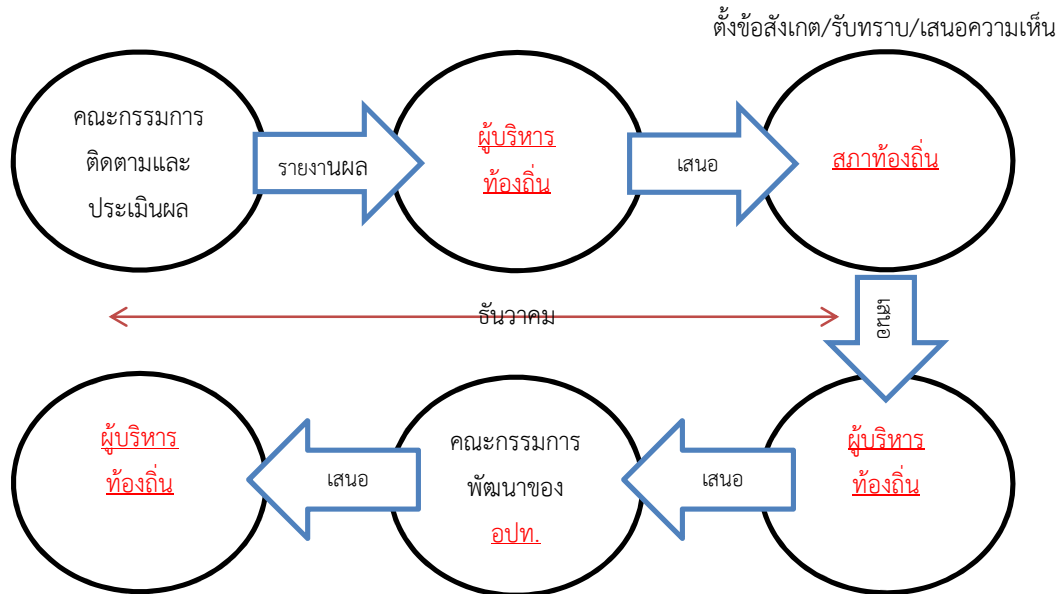 ตั้งข้อสังเกต/รับทราบ/เสนอความเห็น
คณะกรรมการ
ติดตามและ
ประเมินผล
รายงานผล
ผู้บริหาร
ท้องถิ่น
เสนอ
สภาท้องถิ่น
ธันวาคม
เสนอ
ผู้บริหาร
ท้องถิ่น
เสนอ
คณะกรรมการ
พัฒนาของ
อปท.
เสนอ
ผู้บริหาร
ท้องถิ่น